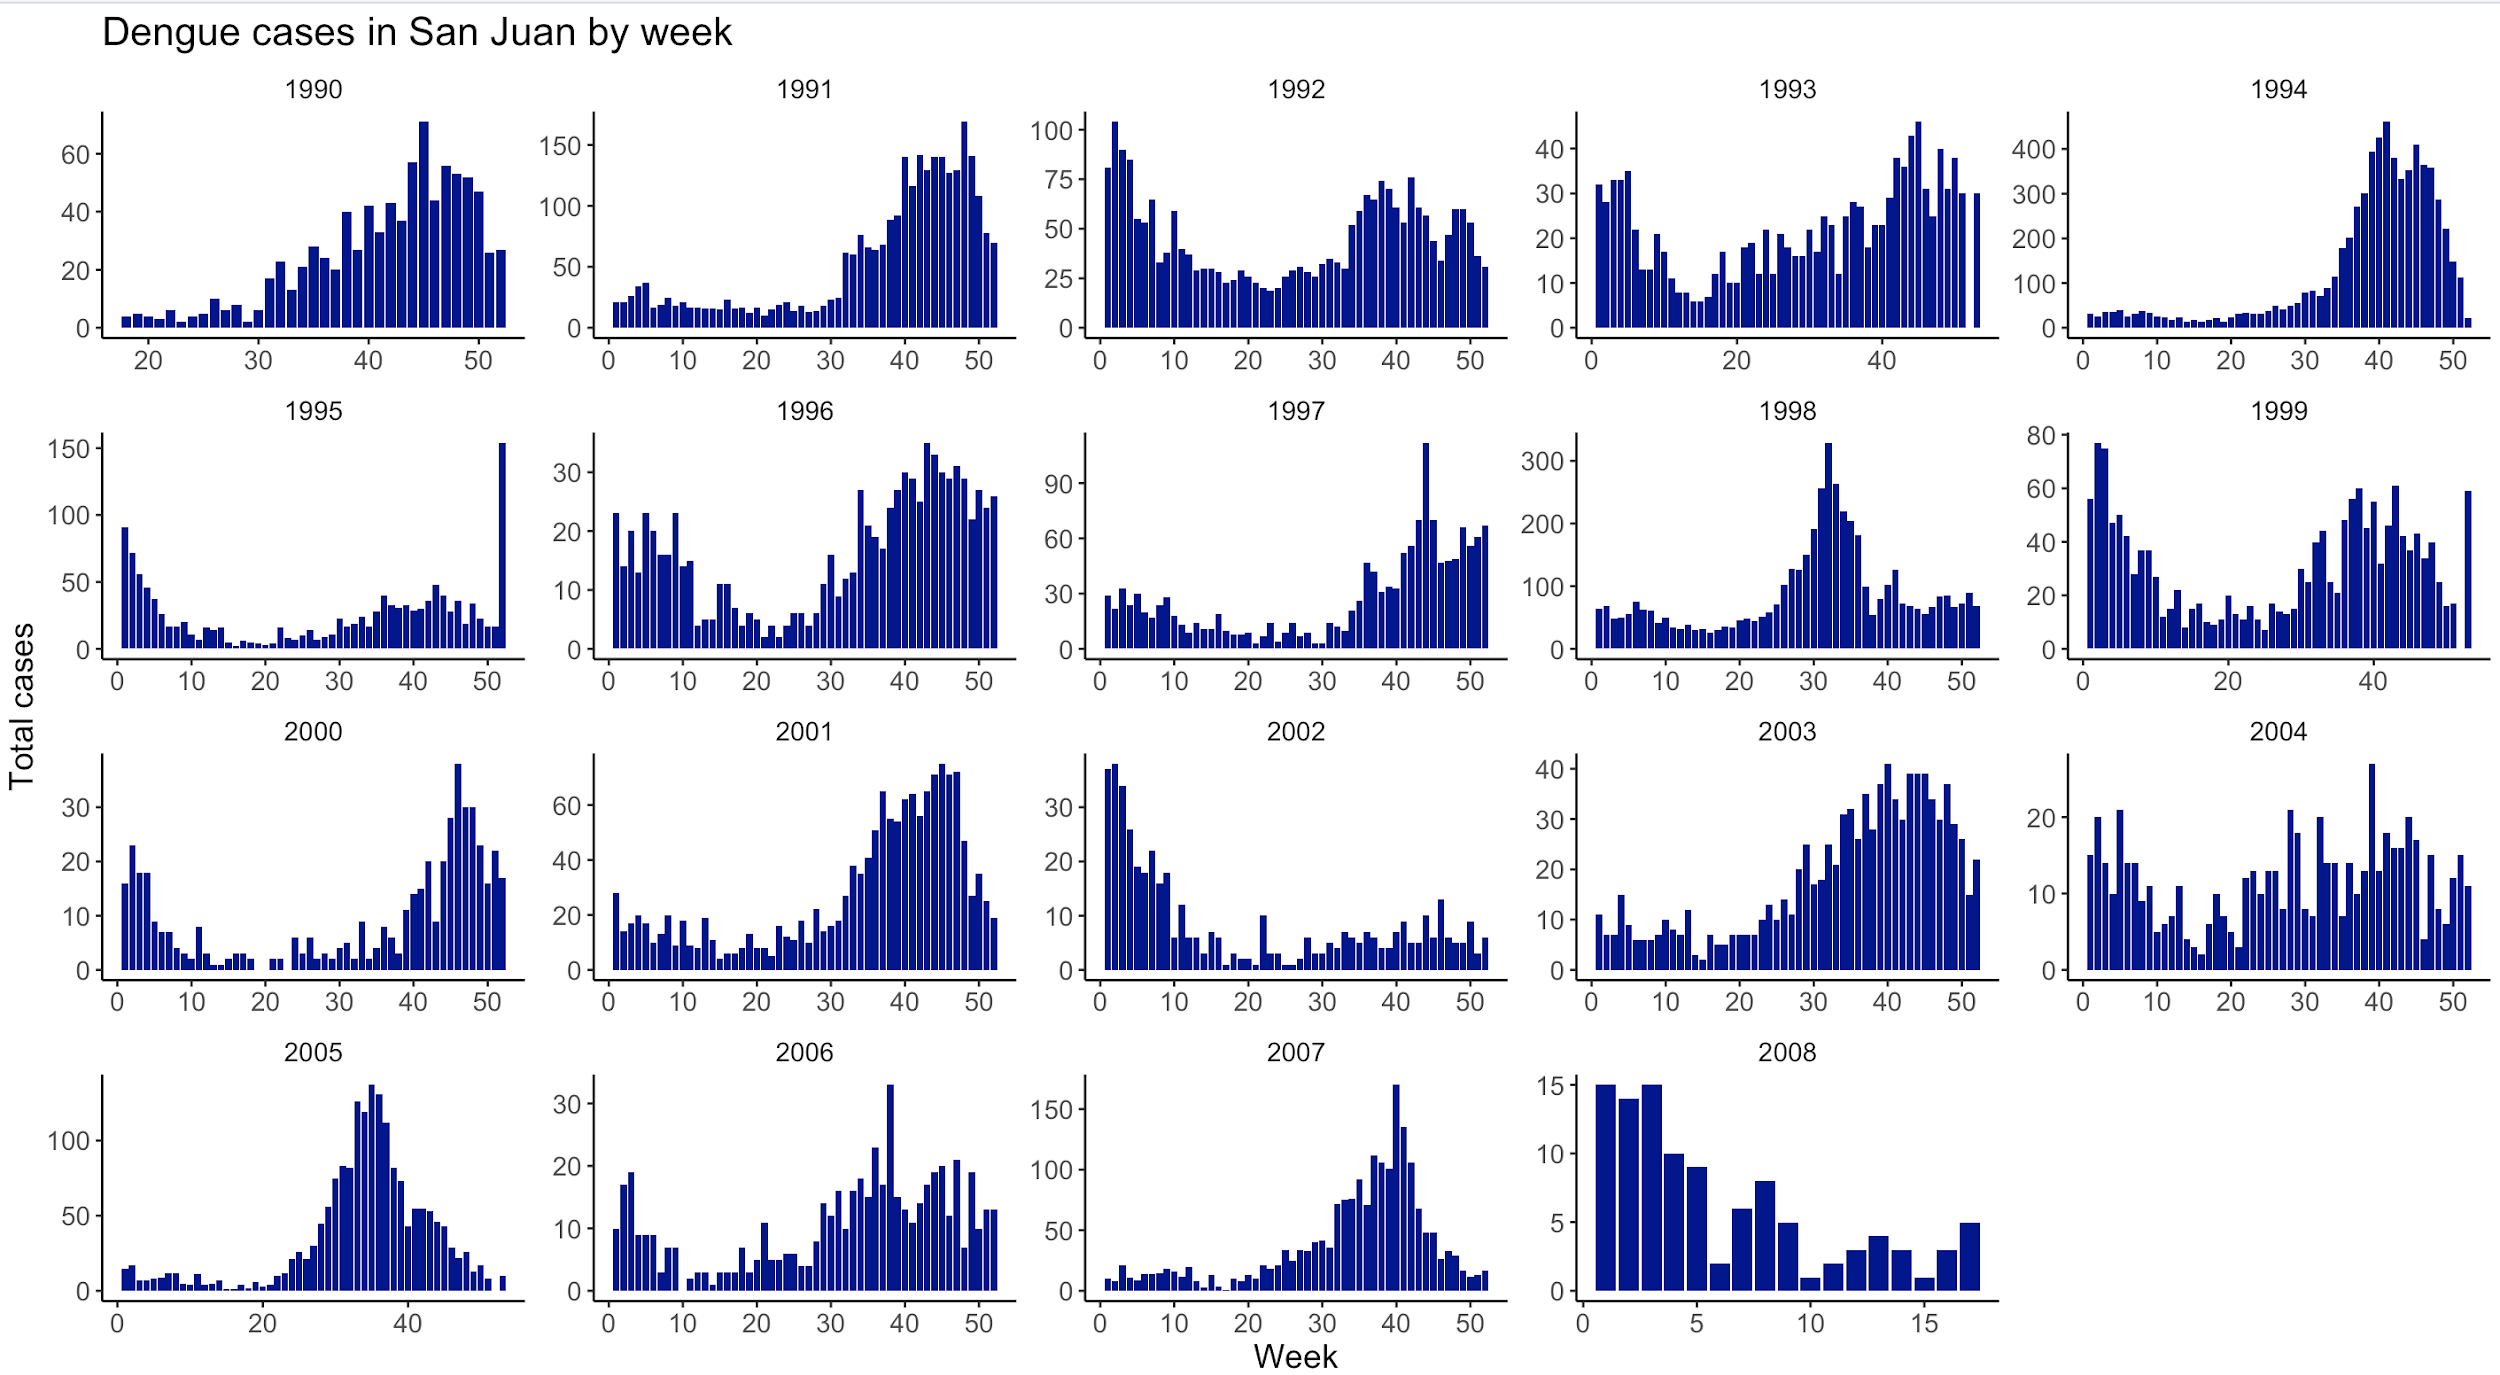 Dengue cases in San Juan by week
1990 1991 1992 1993 1994
60 40 20 0
150 100 50 0
100 75 50 25 0
40 30 20 10 0
400 300 200 100 0
20 30 40 50
0 10 20 30 40 50
0 10 20 30 40 50
0 20 40
0 10 20 30 40 50
1995 1996 1997 1998 1999
150 100 50 0
30 20 10 0
90 60 30 0
300 200 100 0
80 60 40 20 0
0 10 20 30 40 50
0 10 20 30 40 50
0 10 20 30 40 50
0 10 20 30 40 50
0 20 40
Total cases
2000 2001 2002 2003 2004
30 20 10 0
60 40 20 0
30 20 10 0
40 30 20 10 0
20 10 0
0 10 20 30 40 50
0 10 20 30 40 50
0 10 20 30 40 50
0 10 20 30 40 50
0 10 20 30 40 50
2005 2006 2007 2008
100 50 0
30 20 10 0
150 100 50 0
15 10 5 0
0 20 40
0 10 20 30 40 50
0 10 20 30 40 50
0 5 10 15
Week